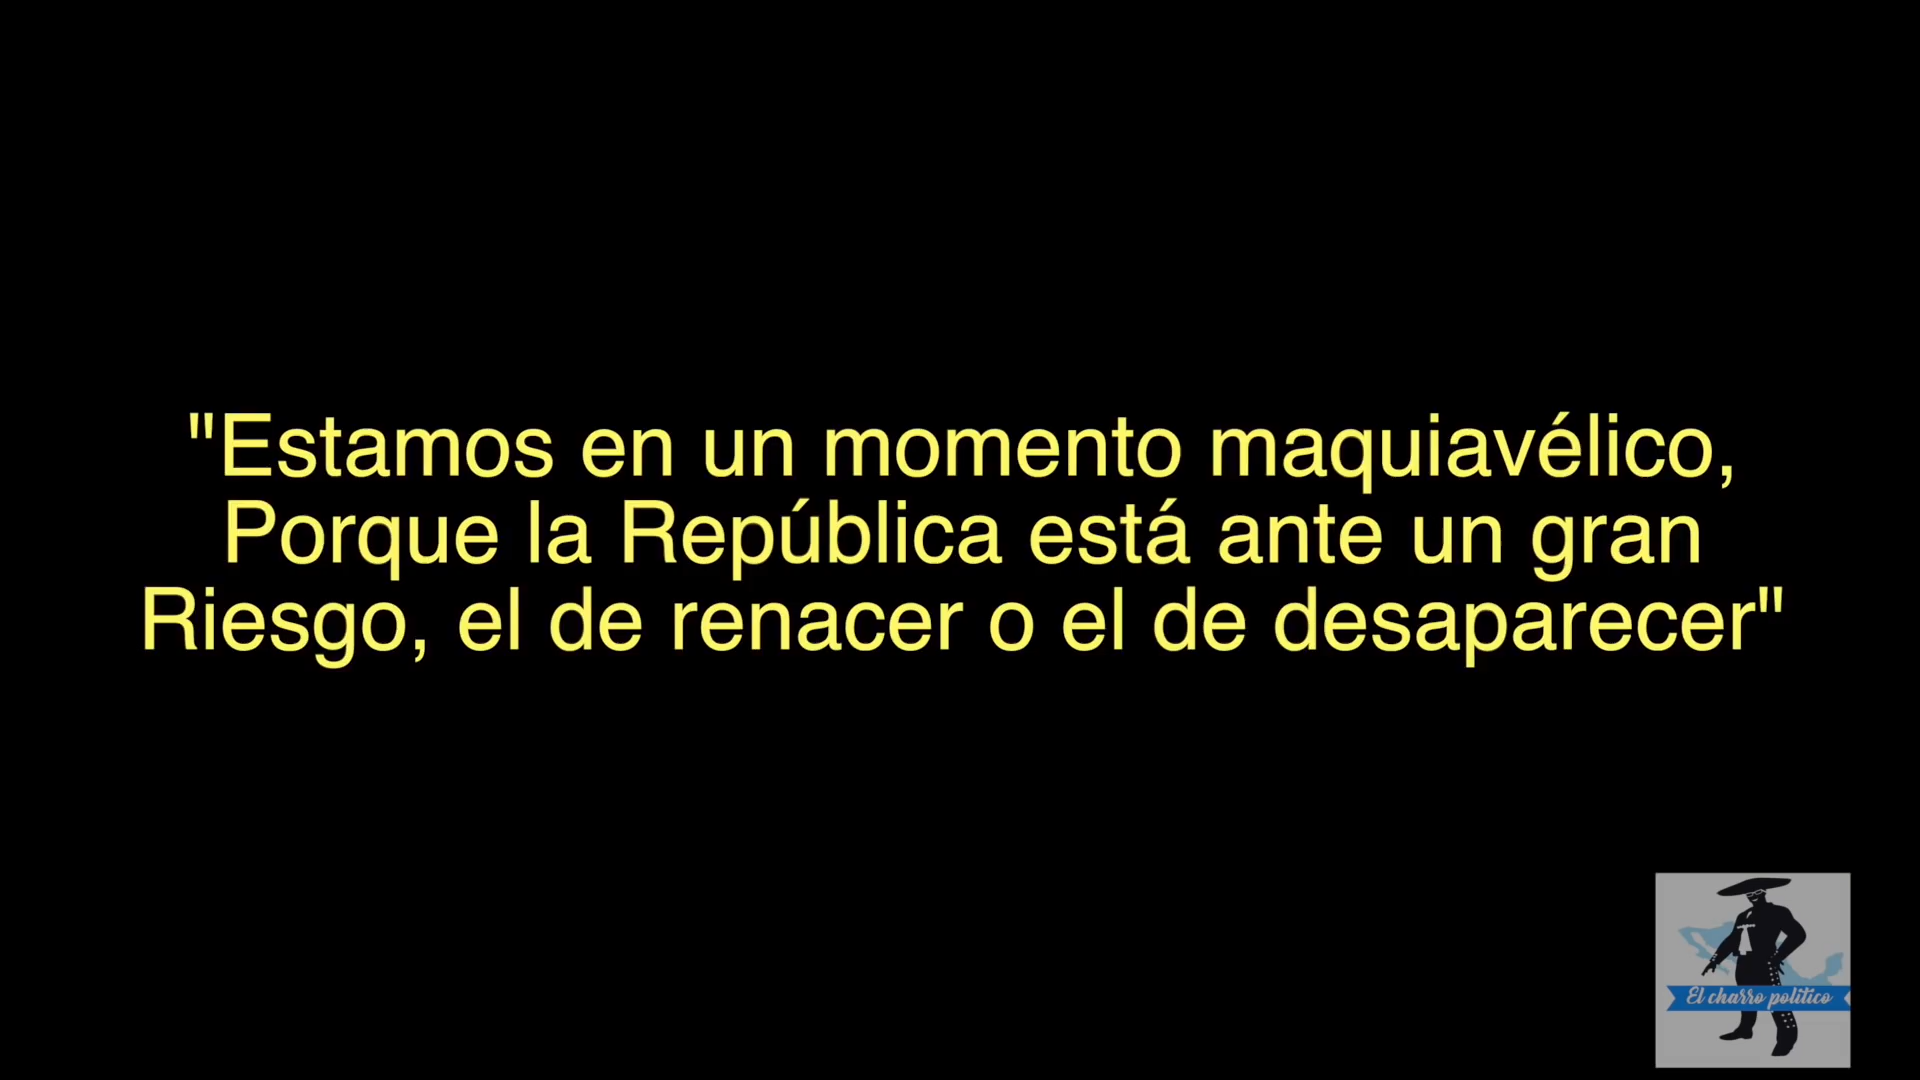 "Estamos en un momento maquiavélico,
Porque la República está ante un gran
Riesgo, el de renacer o el de desaparecer"
El charro político